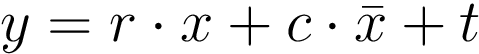 y = r · x + c · x̄ + t